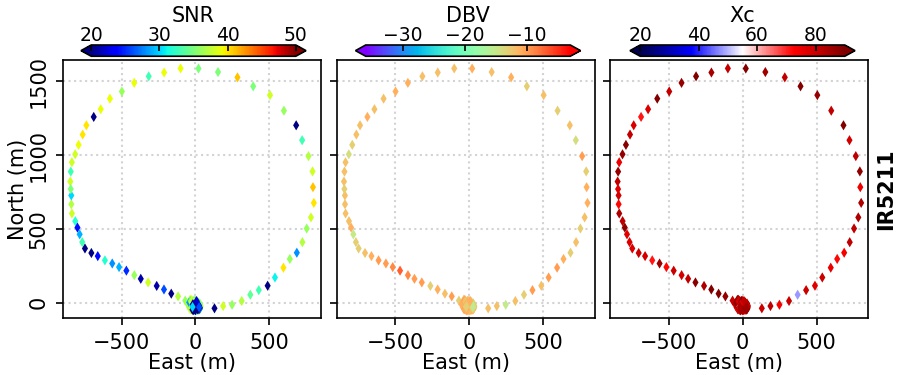 SNR DBV Xc
20 30 40 50 −30 −20 −10 20 40 60 80
1500
1000
500
0
North (m)
−500 0 500 −500 0 500 −500 0 500
East (m) East (m) East (m)
IR5211